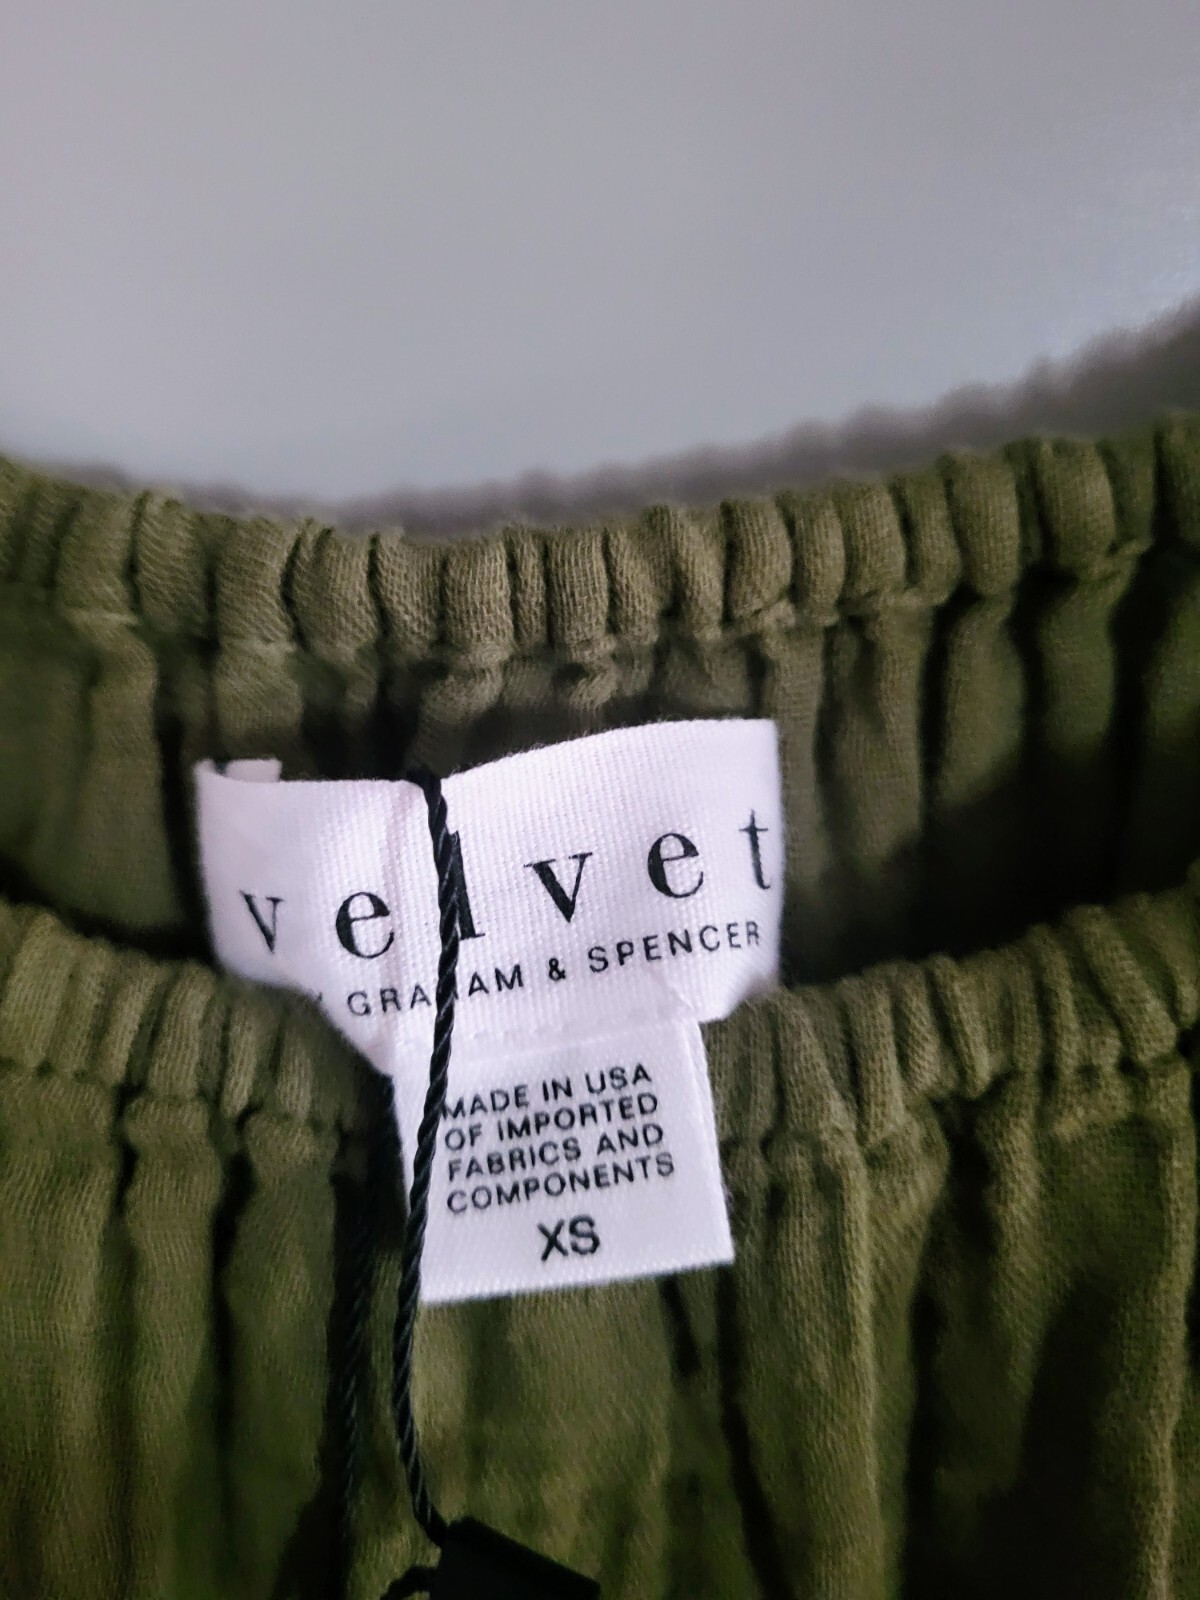 velvet
GRAHAM & SPENCER
MADE IN USA
OF IMPORTED
FABRICS AND
COMPONENTS
XS